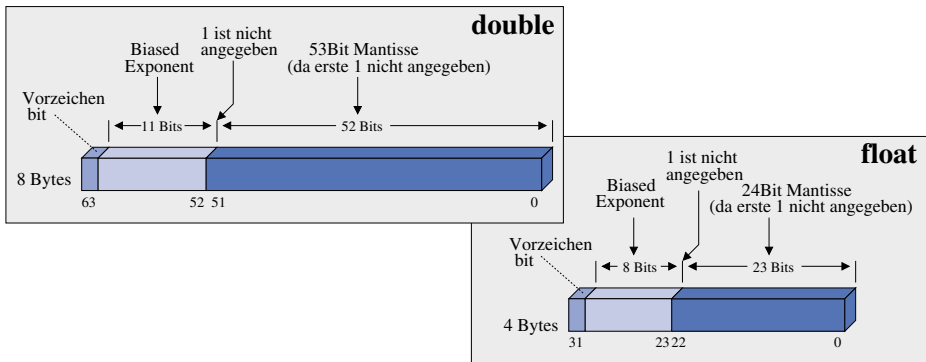 double
1 ist nicht
angegeben
Biased
Exponent
53Bit Mantisse
(da erste 1 nicht angegeben)
Vorzeichen
bit
11 Bits
52 Bits
8 Bytes
63
52
51
0
float
1 ist nicht
angegeben
Biased
Exponent
24Bit Mantisse
(da erste 1 nicht angegeben)
Vorzeichen
bit
8 Bits
23 Bits
4 Bytes
31
23
22
0